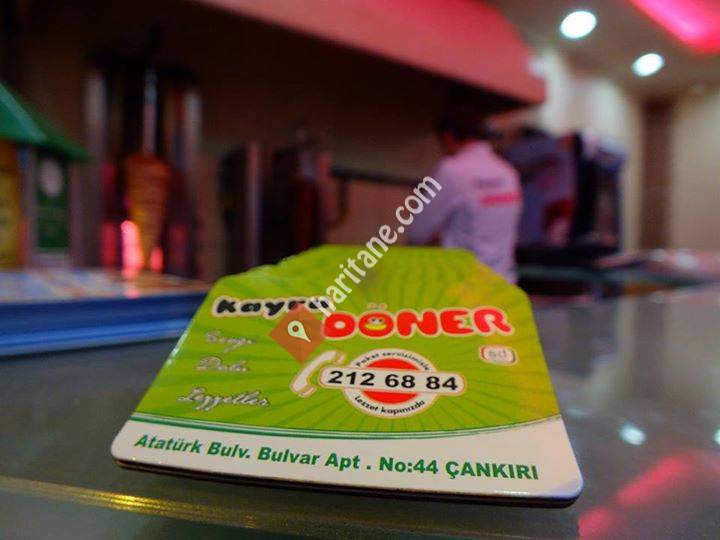 Kayra
DÖNER
Sevgi
Dolu
Lezzetler
Paket servisimizle
212 68 84
Lezzet kapınızda
Atatürk Bulv. Bulvar Apt . No:44 ÇANKIRI
haritane.com